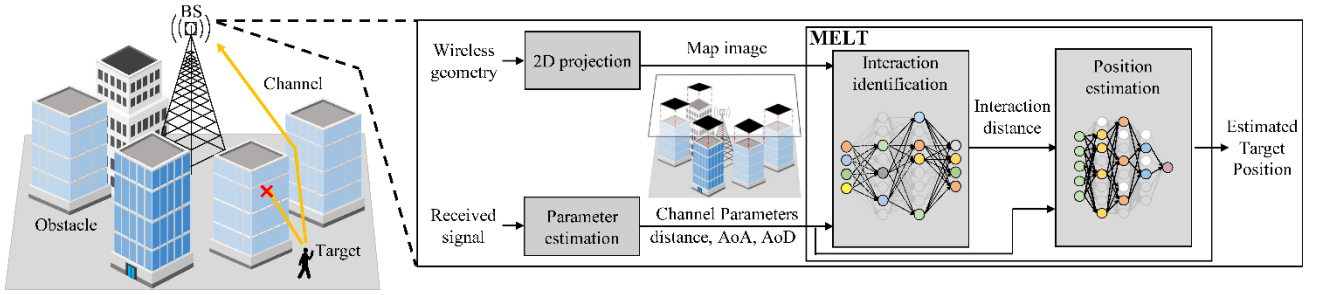 BS
Channel
Obstacle
Target
Wireless
geometry
2D projection
Map image
Received
signal
Parameter
estimation
Channel Parameters
distance, AoA, AoD
MELT
Interaction
identification
Interaction
distance
Position
estimation
Estimated
Target
Position